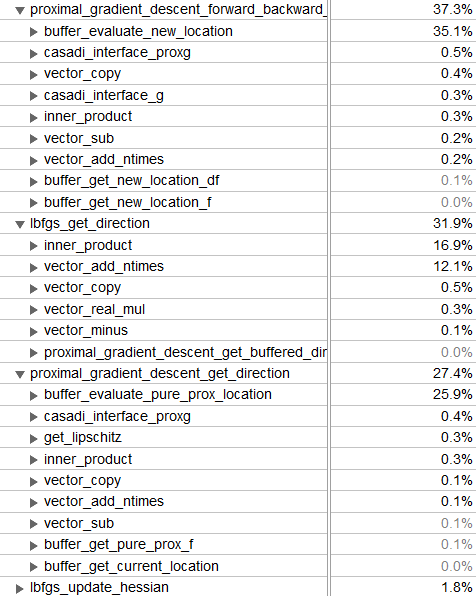 proximal_gradient_descent_forward_backward_ 37.3%
buffer_evaluate_new_location 35.1%
casadi_interface_proxg 0.5%
vector_copy 0.4%
casadi_interface_g 0.3%
inner_product 0.3%
vector_sub 0.2%
vector_add_ntimes 0.2%
buffer_get_new_location_df 0.1%
buffer_get_new_location_f 0.0%
lbfgs_get_direction 31.9%
inner_product 16.9%
vector_add_ntimes 12.1%
vector_copy 0.5%
vector_real_mul 0.3%
vector_minus 0.1%
proximal_gradient_descent_get_buffered_dir 0.0%
proximal_gradient_descent_get_direction 27.4%
buffer_evaluate_pure_prox_location 25.9%
casadi_interface_proxg 0.4%
get_lipschitz 0.3%
inner_product 0.3%
vector_copy 0.1%
vector_add_ntimes 0.1%
vector_sub 0.1%
buffer_get_pure_prox_f 0.1%
buffer_get_current_location 0.0%
lbfgs_update_hessian 1.8%